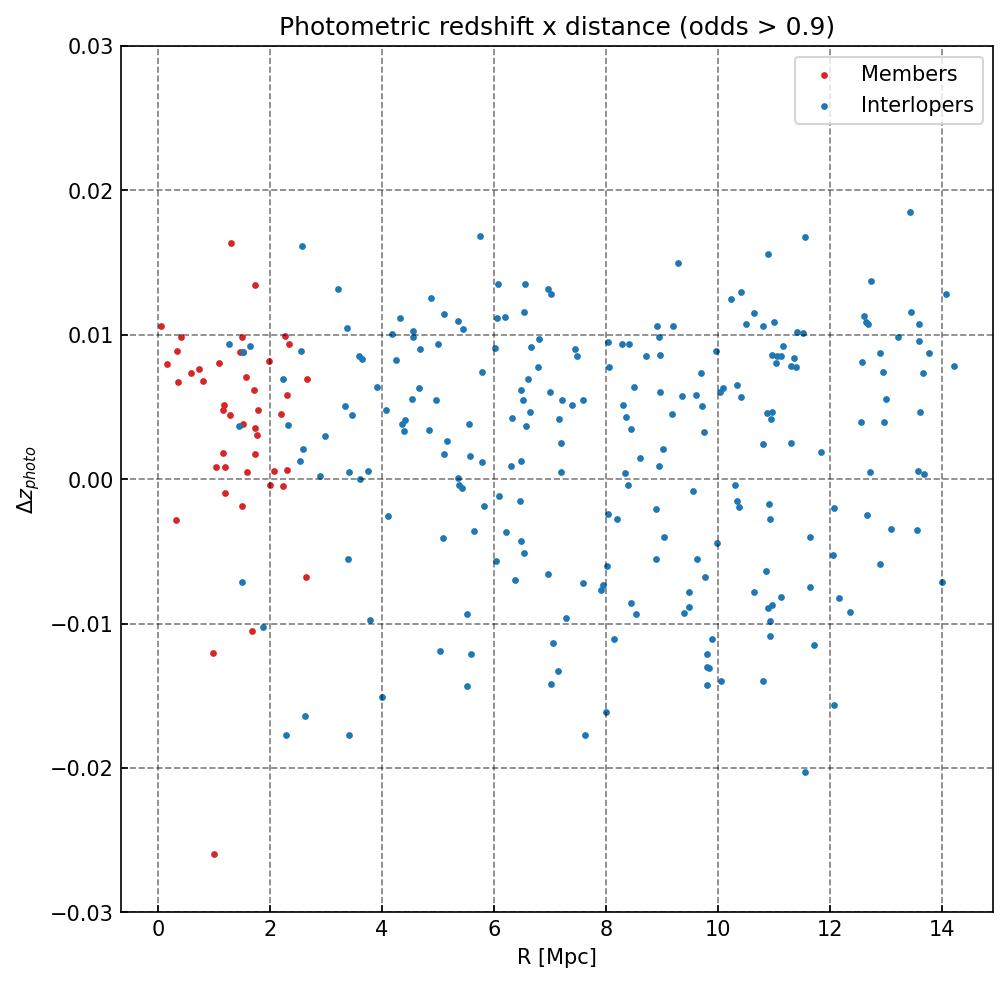 Photometric redshift x distance (odds > 0.9)
Members
Interlopers
0.03
0.02
0.01
0.00
−0.01
−0.02
−0.03
Δz_photo
0 2 4 6 8 10 12 14
R [Mpc]